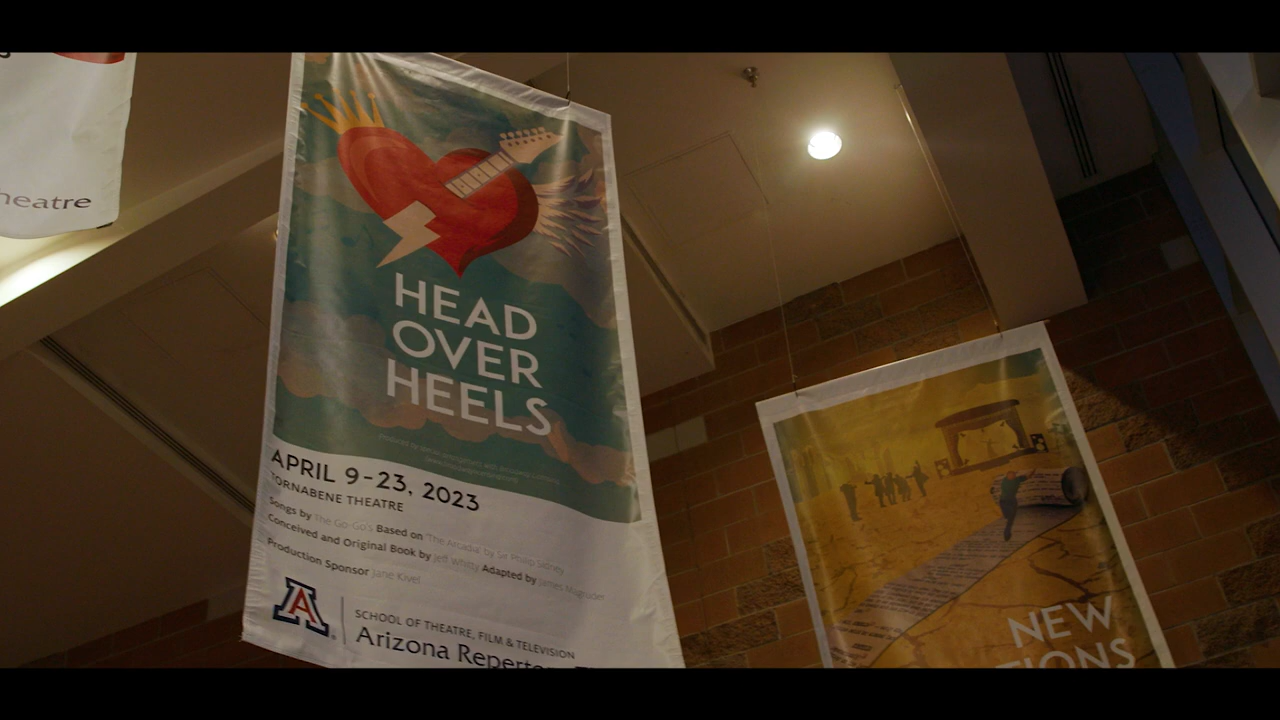 heatre
HEAD
OVER
HEELS
APRIL 9-23, 2023
TORNABENE THEATRE
Songs by The Go-Go's Based on 'The Arcadia' by Sir Philip Sidney
Conceived and Original Book by Jeff Whitty Adapted by James Magruder
Production Sponsor Jane Kivel
A
SCHOOL OF THEATRE, FILM & TELEVISION
Arizona Reperto
NEW
TIONS